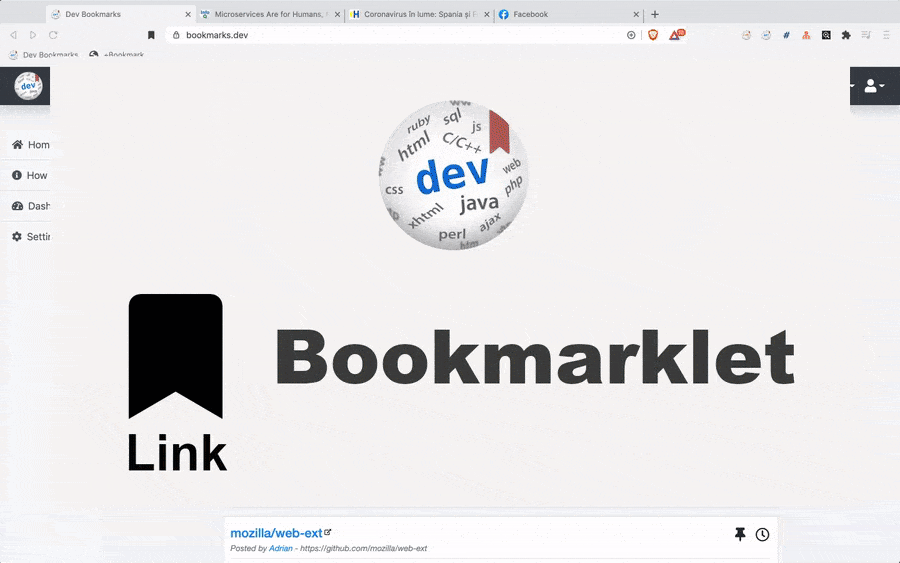 Dev Bookmarks
Microservices Are for Humans,
Coronavirus în lume: Spania și
Facebook
bookmarks.dev
Dev Bookmarks
+Bookmark
dev
Hom
How
Dash
Settin
ruby
sql
js
html
C/C++
web
css
dev
php
java
xhtml
ajax
perl
htm
Bookmarklet
Link
mozilla/web-ext
Posted by Adrian - https://github.com/mozilla/web-ext